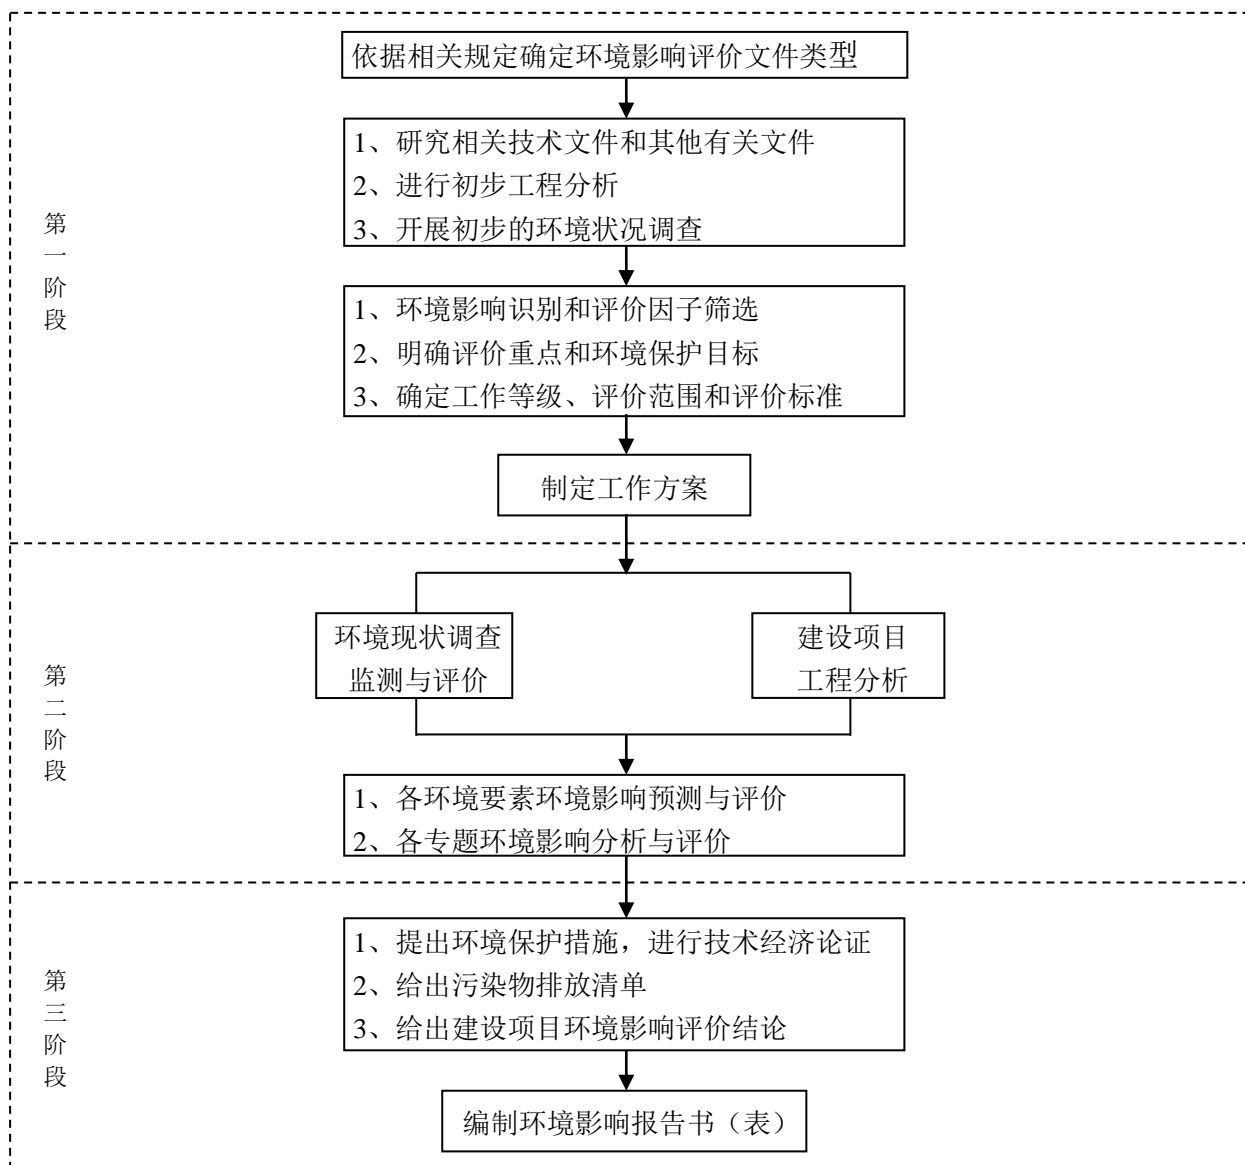 依据相关规定确定环境影响评价文件类型
1、研究相关技术文件和其他有关文件
2、进行初步工程分析
3、开展初步的环境状况调查
第
一
阶
段
1、环境影响识别和评价因子筛选
2、明确评价重点和环境保护目标
3、确定工作等级、评价范围和评价标准
制定工作方案
环境现状调查
监测与评价
建设项目
工程分析
第
二
阶
段
1、各环境要素环境影响预测与评价
2、各专题环境影响分析与评价
第
三
阶
段
1、提出环境保护措施，进行技术经济论证
2、给出污染物排放清单
3、给出建设项目环境影响评价结论
编制环境影响报告书（表）